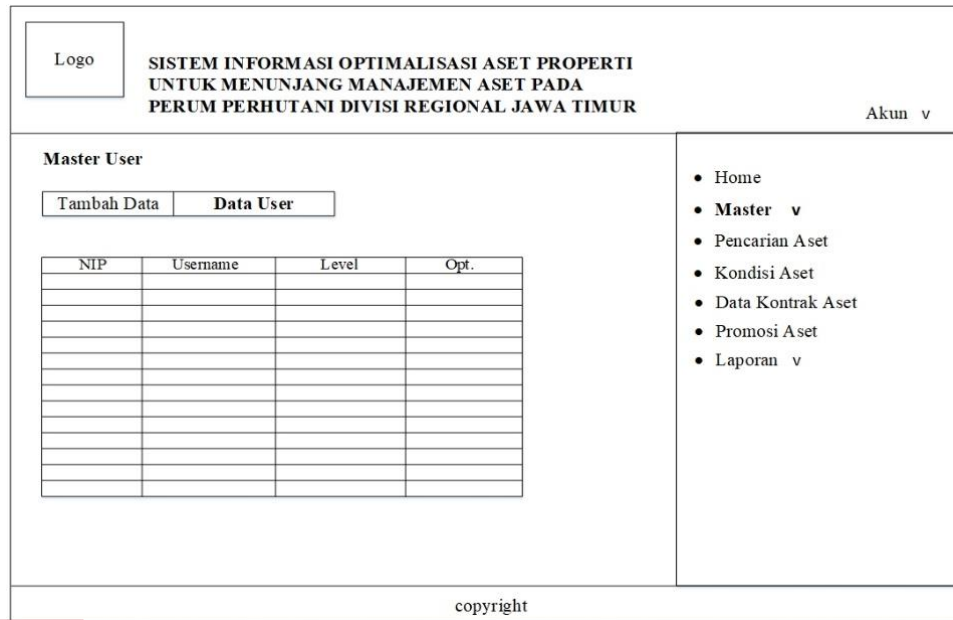 Logo
SISTEM INFORMASI OPTIMALISASI ASET PROPERTI
UNTUK MENUNJANG MANAJEMEN ASET PADA
PERUM PERHUTANI DIVISI REGIONAL JAWA TIMUR
Akun v
Master User
Tambah Data Data User
NIP Username Level Opt.
Home
Master v
Pencarian Aset
Kondisi Aset
Data Kontrak Aset
Promosi Aset
Laporan v
copyright